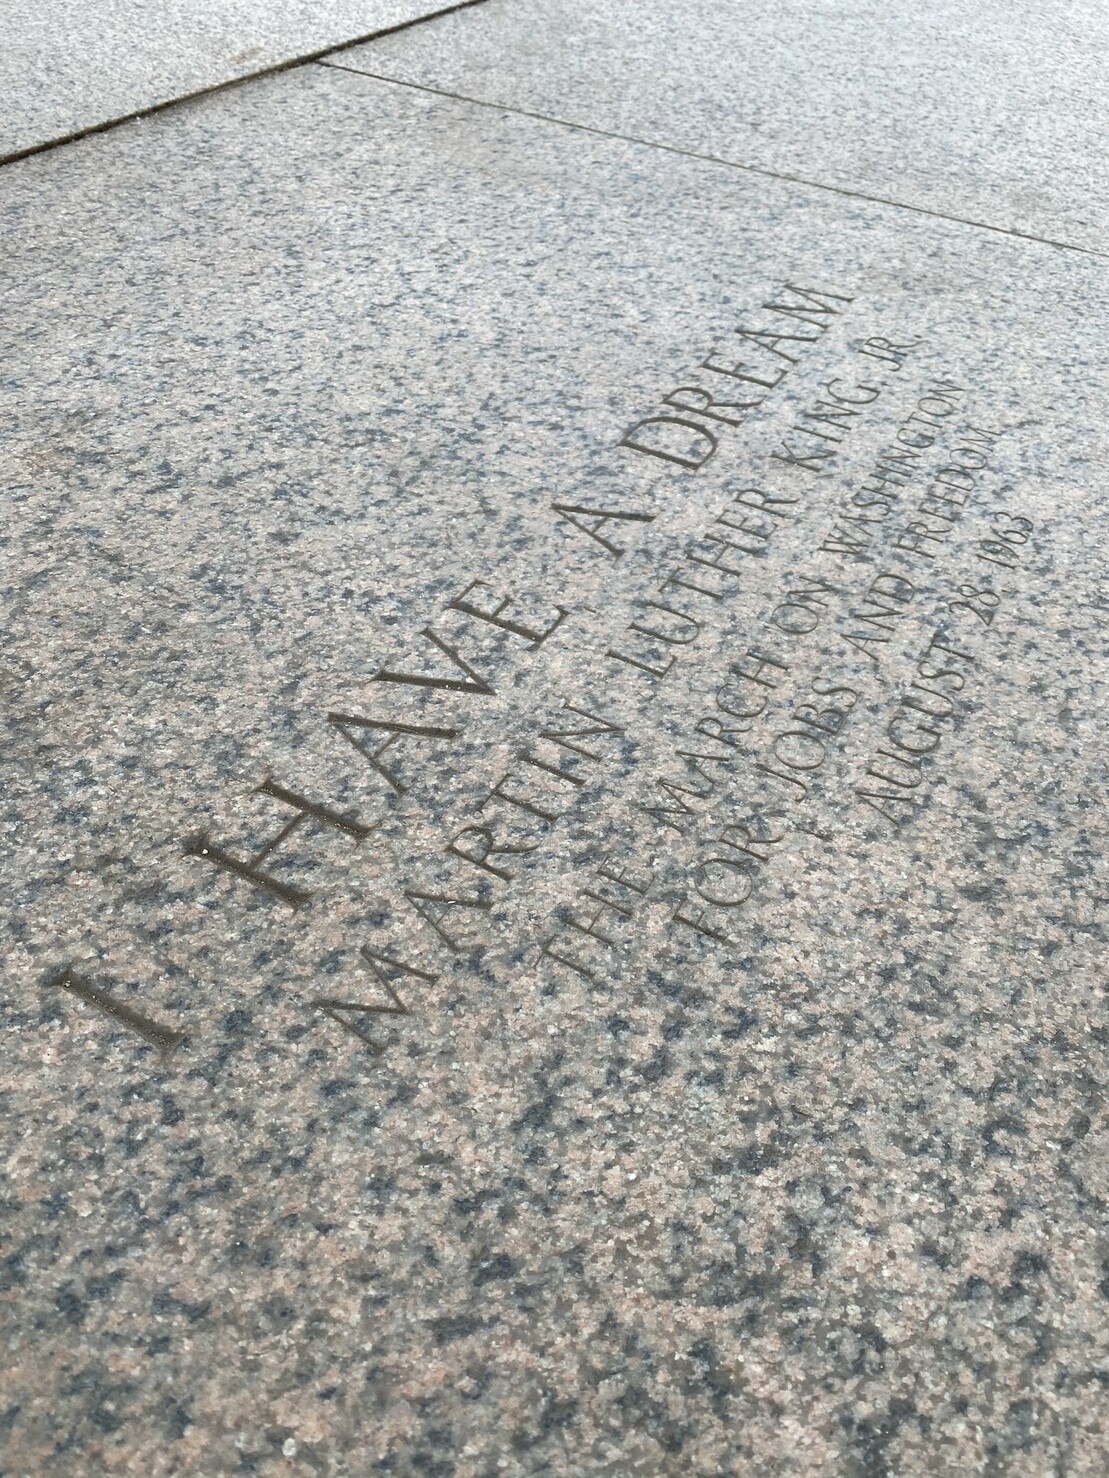 I HAVE A DREAM
MARTIN LUTHER KING, JR.
THE MARCH ON WASHINGTON
FOR JOBS AND FREEDOM
AUGUST 28, 1963